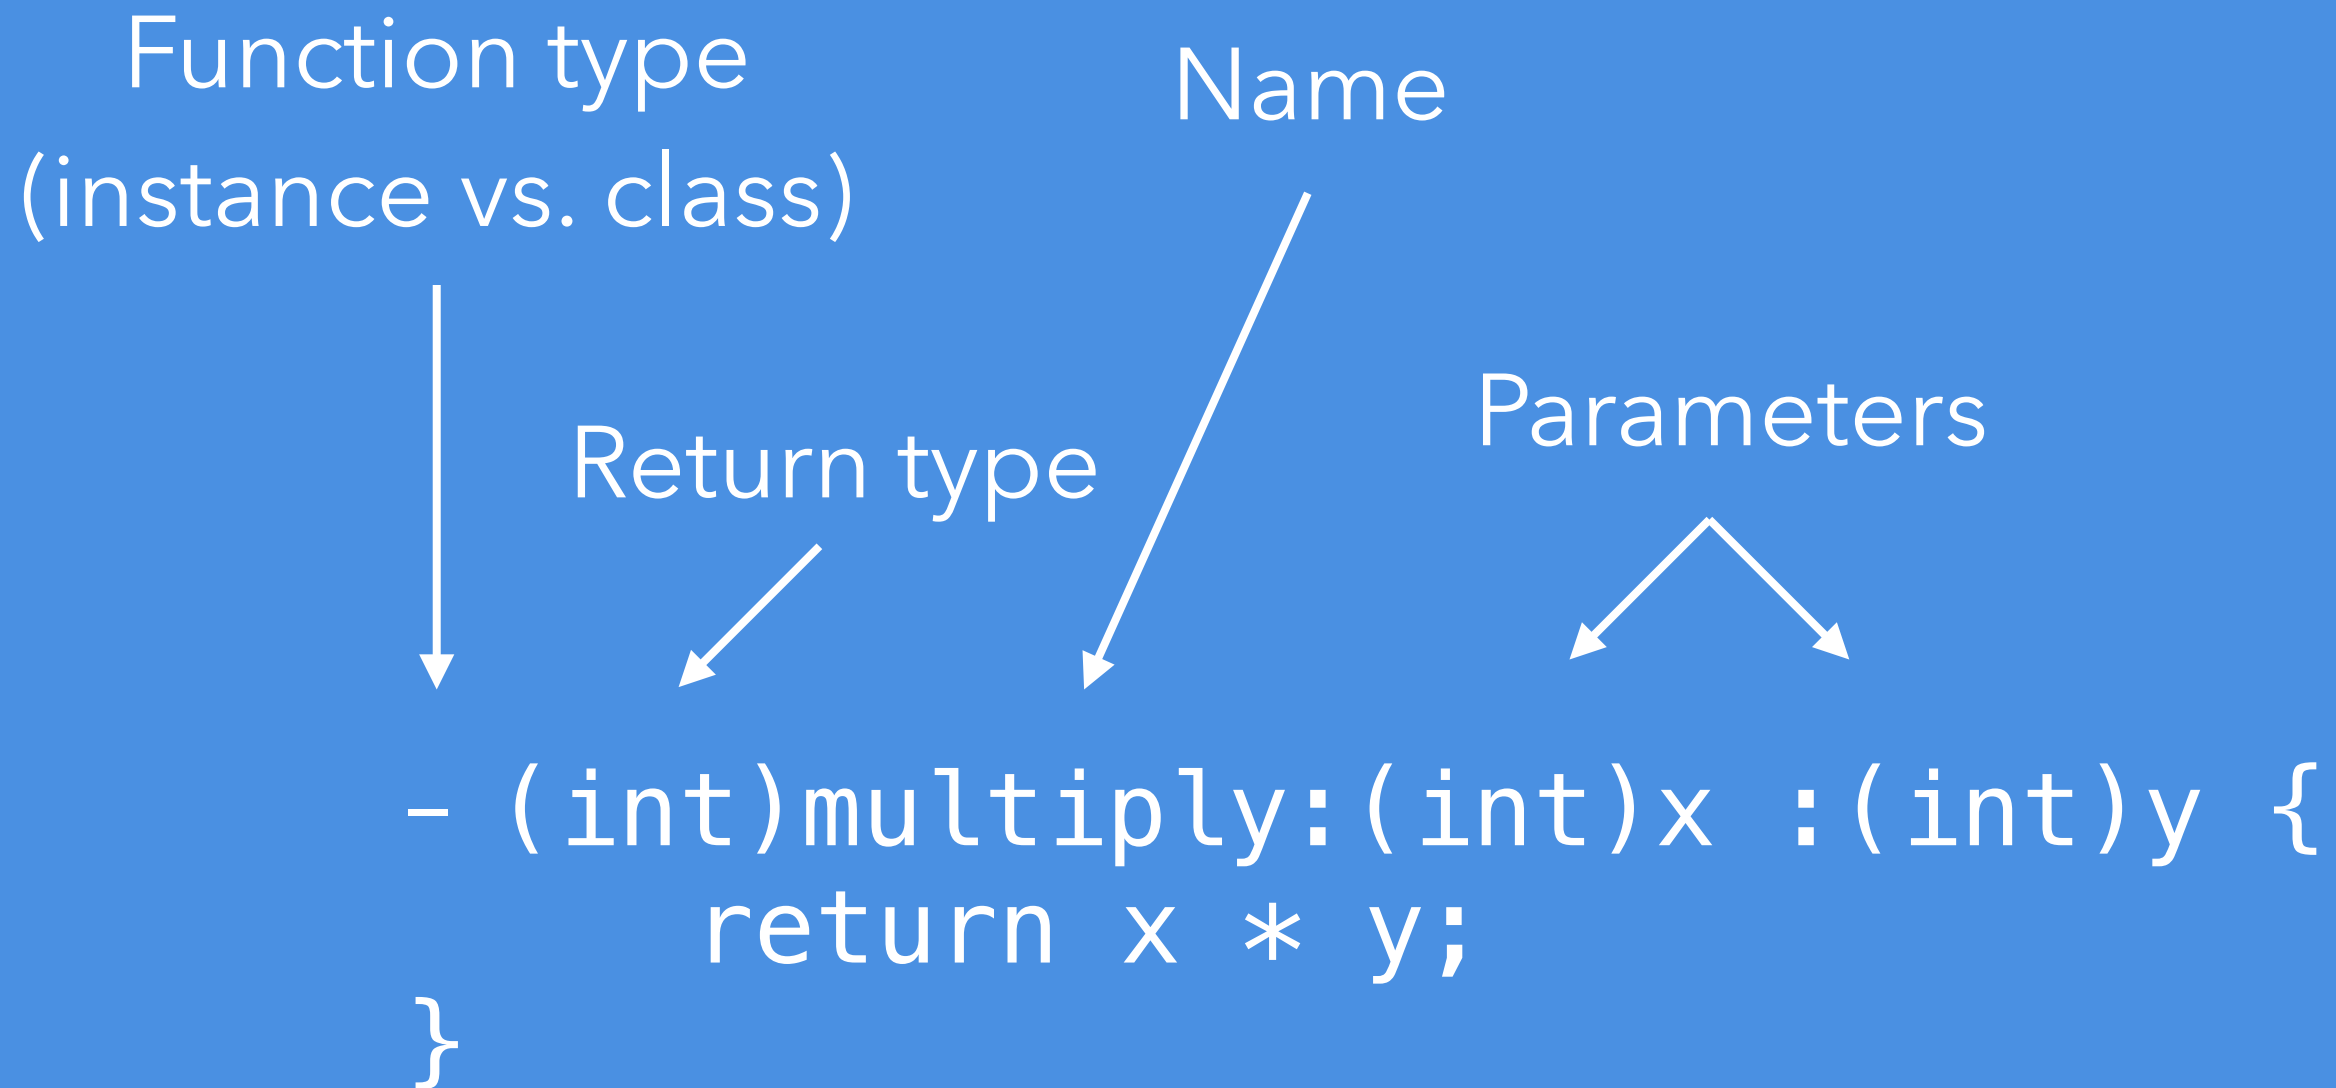 Function type
(instance vs. class)
Name
Return type
Parameters
- (int)multiply:(int)x :(int)y {
return x * y;
}